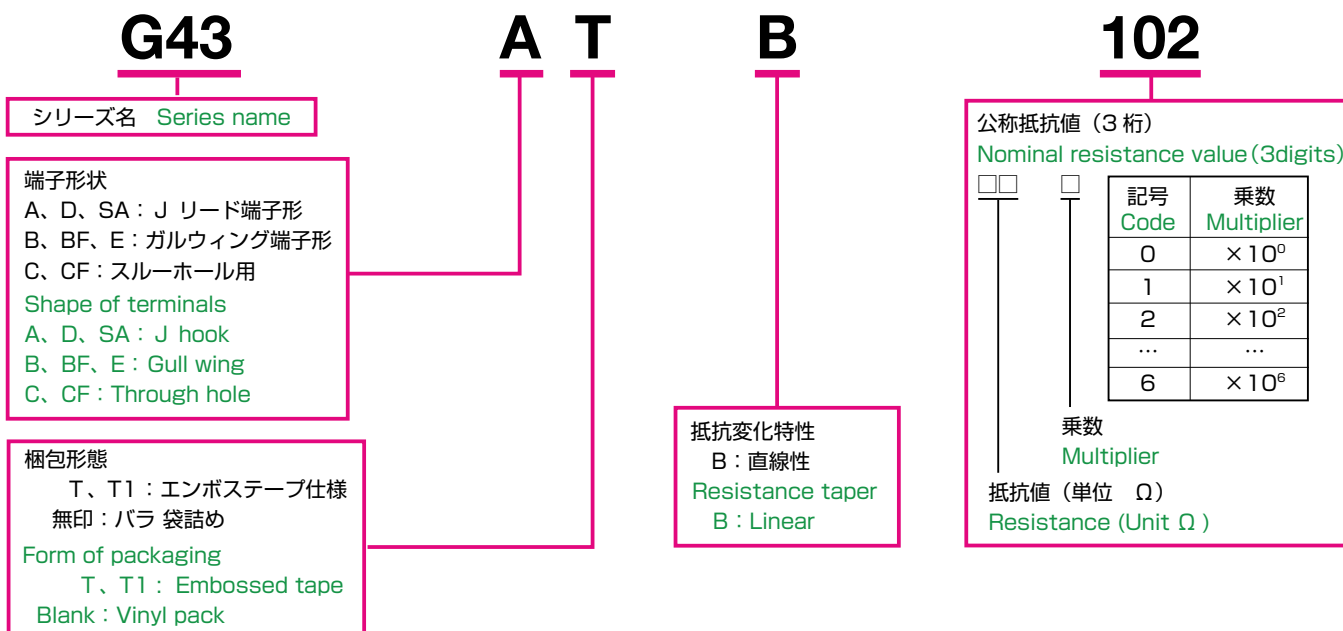 G43 A T B 102
シリーズ名 Series name
端子形状
A、D、SA：J リード端子形
B、BF、E：ガルウィング端子形
C、CF：スルーホール用
Shape of terminals
A、D、SA：J hook
B、BF、E：Gull wing
C、CF：Through hole
梱包形態
T、T1：エンボステープ仕様
無印：バラ 袋詰め
Form of packaging
T、T1：Embossed tape
Blank：Vinyl pack
抵抗変化特性
B：直線性
Resistance taper
B：Linear
公称抵抗値（3 桁）
Nominal resistance value（3digits）
□□ □
記号 乗数
Code Multiplier
0 ×10⁰
1 ×10¹
2 ×10²
… …
6 ×10⁶
乗数
Multiplier
抵抗値（単位 Ω）
Resistance (Unit Ω )